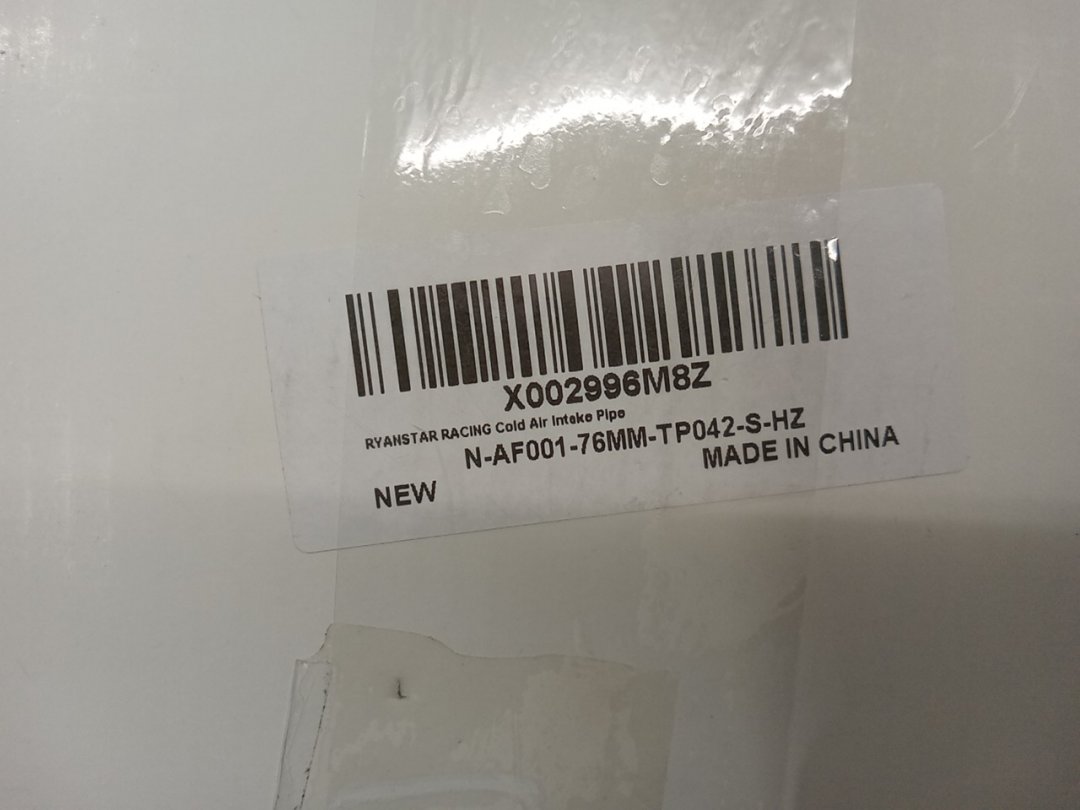 X002996M8Z
RYANSTAR RACING Cold Air Intake Pipe
N-AF001-76MM-TP042-S-HZ
MADE IN CHINA
NEW